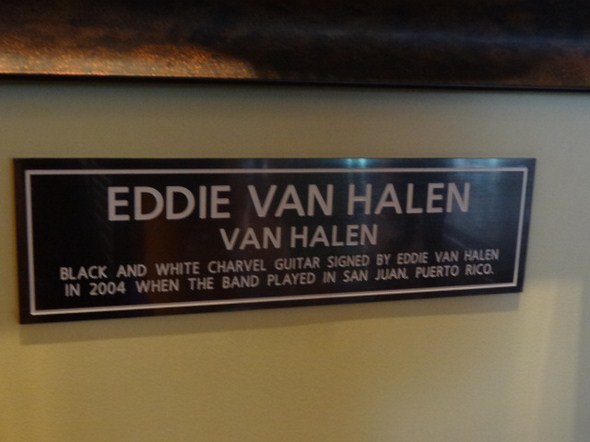 EDDIE VAN HALEN
VAN HALEN
BLACK AND WHITE CHARVEL GUITAR SIGNED BY EDDIE VAN HALEN
IN 2004 WHEN THE BAND PLAYED IN SAN JUAN, PUERTO RICO.